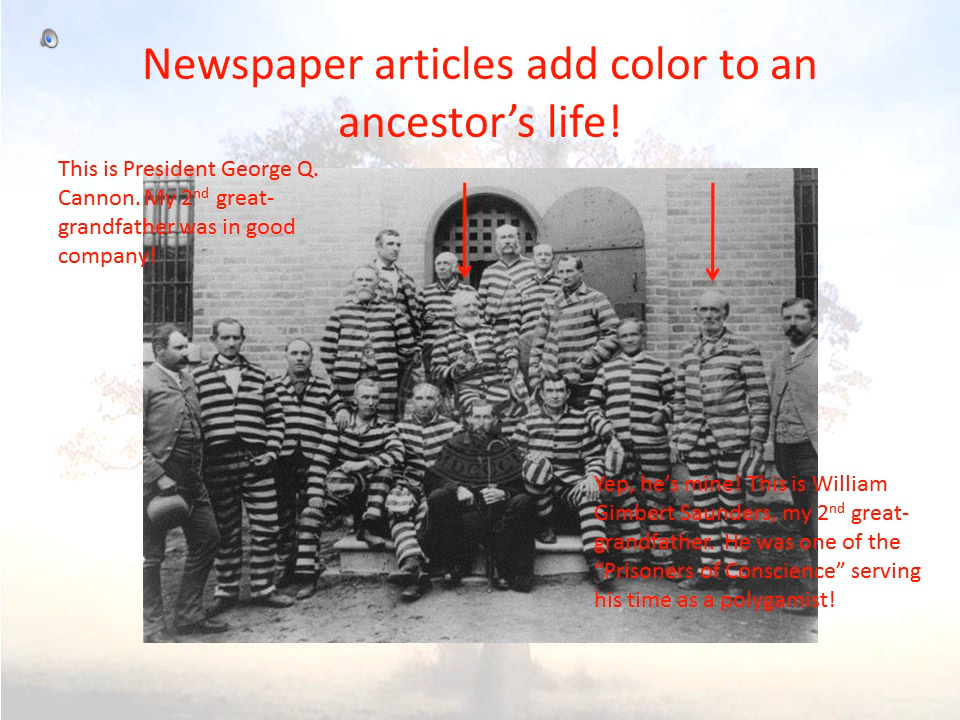 Newspaper articles add color to an
ancestor’s life!
This is President George Q.
Cannon. My 2nd great-
grandfather was in good
company!
Yep, he’s mine! This is William
Gimbert Saunders, my 2nd great-
grandfather. He was one of the
“Prisoners of Conscience” serving
his time as a polygamist!